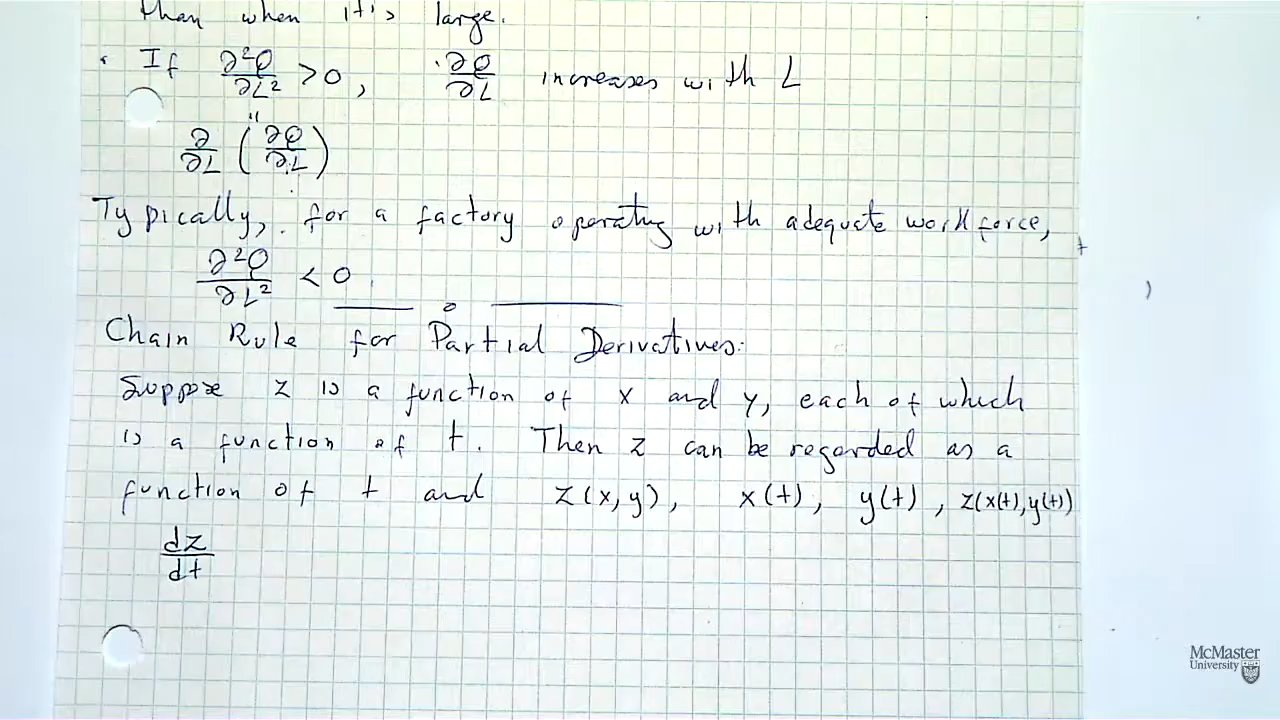 than when it's large.
· If ∂²Q/∂L² > 0, ∂Q/∂L increases with L
"
∂/∂L (∂Q/∂L)
Typically, for a factory operating with adequate workforce,
∂²Q/∂L² < 0.
Chain Rule for Partial Derivatives:
Suppose z is a function of x and y, each of which
is a function of t. Then z can be regarded as a
function of t and z(x,y), x(t), y(t), z(x(t),y(t))
dz/dt
McMaster
University